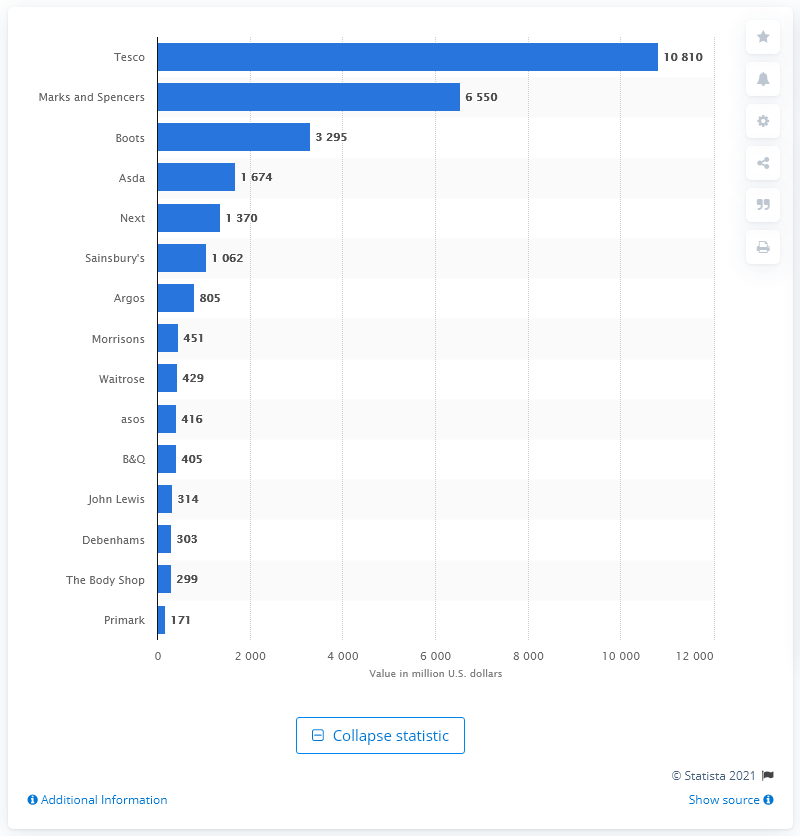 Tesco 10 810
Marks and Spencers 6 550
Boots 3 295
Asda 1 674
Next 1 370
Sainsbury's 1 062
Argos 805
Morrisons 451
Waitrose 429
asos 416
B&Q 405
John Lewis 314
Debenhams 303
The Body Shop 299
Primark 171
0 2 000 4 000 6 000 8 000 10 000 12 000
Value in million U.S. dollars
Collapse statistic
© Statista 2021
Additional Information Show source